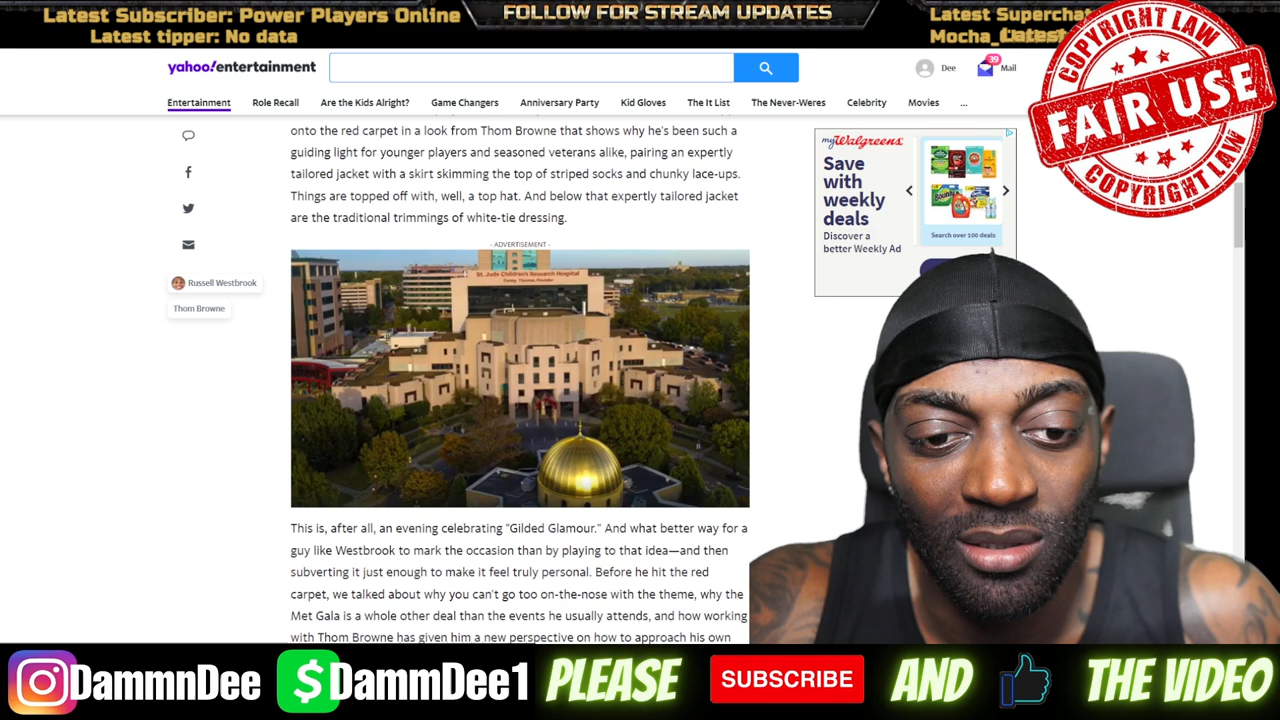 Latest Subscriber: Power Players Online
FOLLOW FOR STREAM UPDATES
Latest Superchat
Latest tipper: No data
Mocha_
Latest
COPYRIGHT LAW
FAIR USE
COPYRIGHT LAW
yahoo!entertainment
Dee
39
Mail
Entertainment
Role Recall
Are the Kids Alright?
Game Changers
Anniversary Party
Kid Gloves
The It List
The Never-Weres
Celebrity
Movies
...
onto the red carpet in a look from Thom Browne that shows why he's been such a
guiding light for younger players and seasoned veterans alike, pairing an expertly
tailored jacket with a skirt skimming the top of striped socks and chunky lace-ups.
Things are topped off with, well, a top hat. And below that expertly tailored jacket
are the traditional trimmings of white-tie dressing.
- ADVERTISEMENT -
St. Jude Children's Research Hospital
Danny Thomas, Founder
Russell Westbrook
Thom Browne
myWalgreens
Save
with
weekly
deals
Discover a
better Weekly Ad
Bounty
Search over 100 deals
This is, after all, an evening celebrating "Gilded Glamour." And what better way for a
guy like Westbrook to mark the occasion than by playing to that idea—and then
subverting it just enough to make it feel truly personal. Before he hit the red
carpet, we talked about why you can't go too on-the-nose with the theme, why the
Met Gala is a whole other deal than the events he usually attends, and how working
with Thom Browne has given him a new perspective on how to approach his own
DammnDee
$
DammDee1
PLEASE
SUBSCRIBE
AND
THE VIDEO